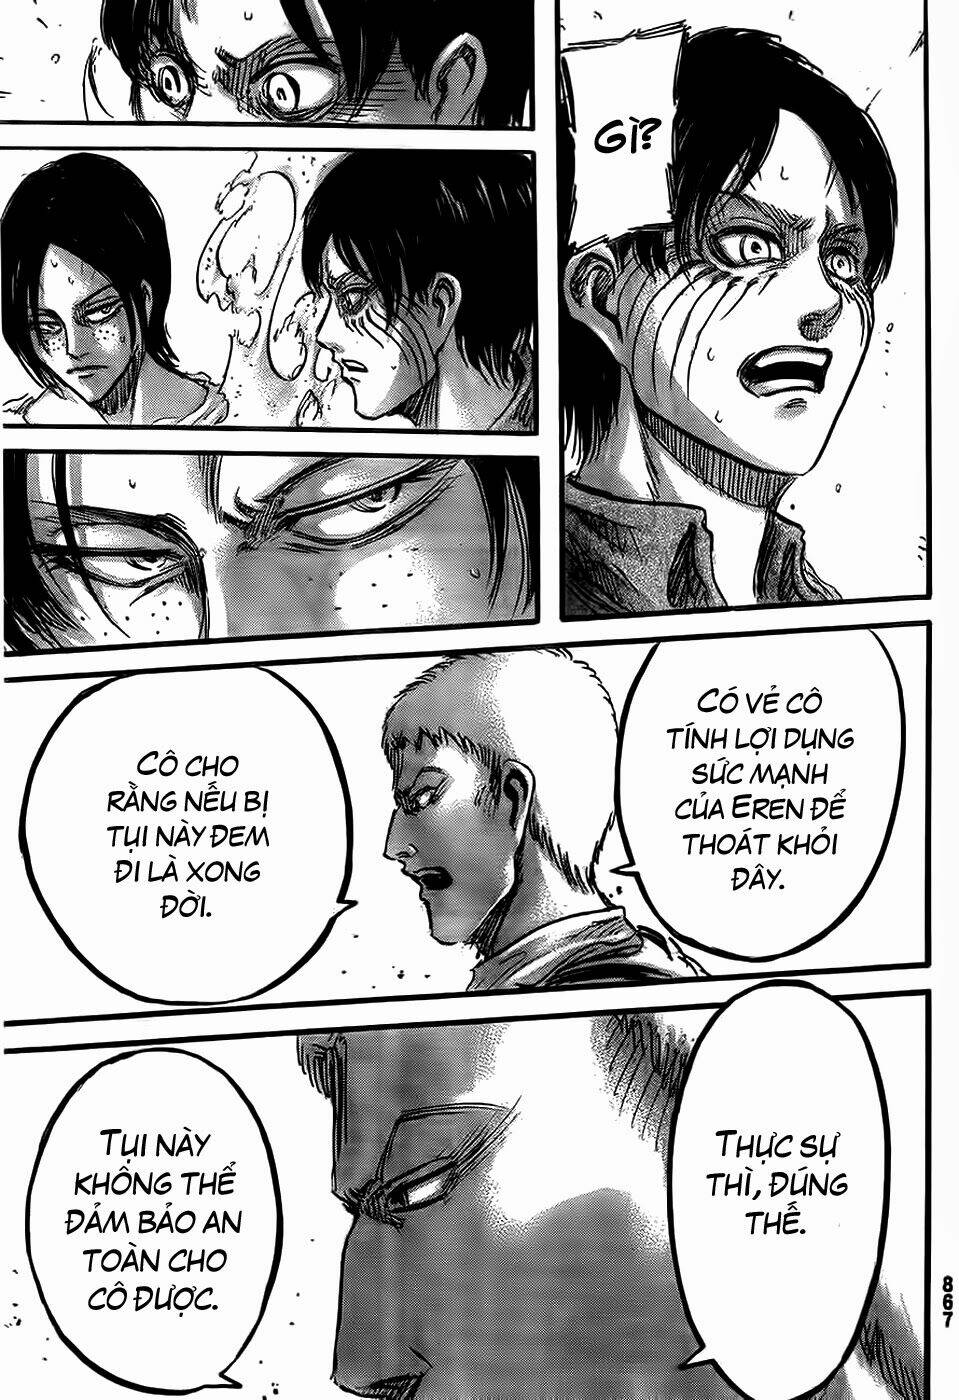 GÌ?
CÓ VẺ CÔ
TÍNH LỢI DỤNG
SỨC MẠNH
CỦA EREN ĐỂ
THOÁT KHỎI
ĐÂY.
CÔ CHO
RẰNG NẾU BỊ
TỤI NÀY ĐEM
ĐI LÀ XONG
ĐỜI.
THỰC SỰ
THÌ, ĐÚNG
THẾ.
TỤI NÀY
KHÔNG THỂ
ĐẢM BẢO AN
TOÀN CHO
CÔ ĐƯỢC.
867